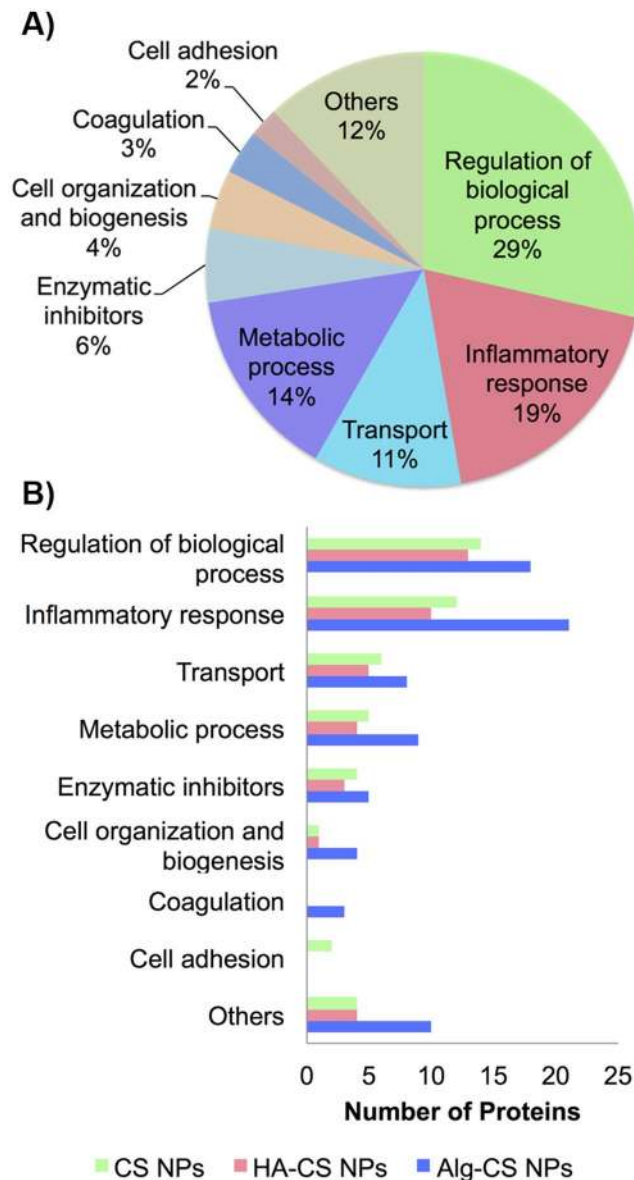 A)
Cell adhesion
2%
Coagulation
3%
Cell organization
and biogenesis
4%
Enzymatic
inhibitors
6%
Metabolic
process
14%
Transport
11%
Inflammatory
response
19%
Regulation of
biological
process
29%
Others
12%
B)
Regulation of biological
process
Inflammatory response
Transport
Metabolic process
Enzymatic inhibitors
Cell organization and
biogenesis
Coagulation
Cell adhesion
Others
0 5 10 15 20 25
Number of Proteins
CS NPs HA-CS NPs Alg-CS NPs